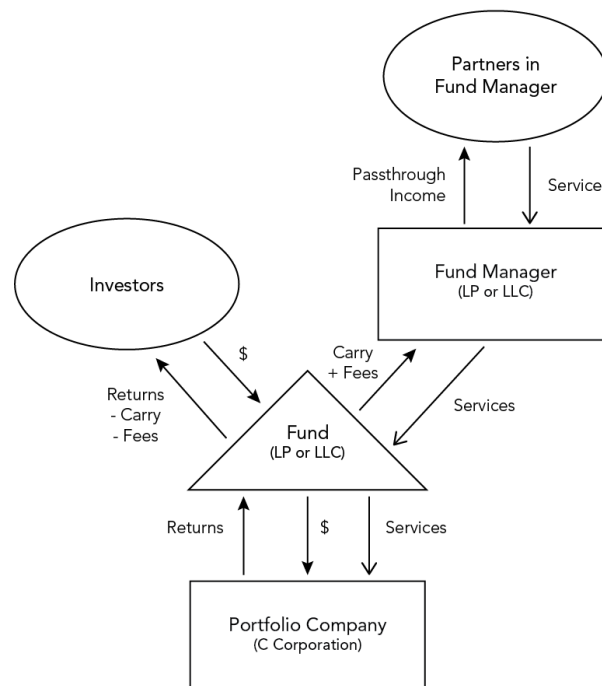 Partners in
Fund Manager
Passthrough
Income
Service
Fund Manager
(LP or LLC)
Investors
$
Carry
+ Fees
Returns
- Carry
- Fees
Services
Fund
(LP or LLC)
Returns
$
Services
Portfolio Company
(C Corporation)